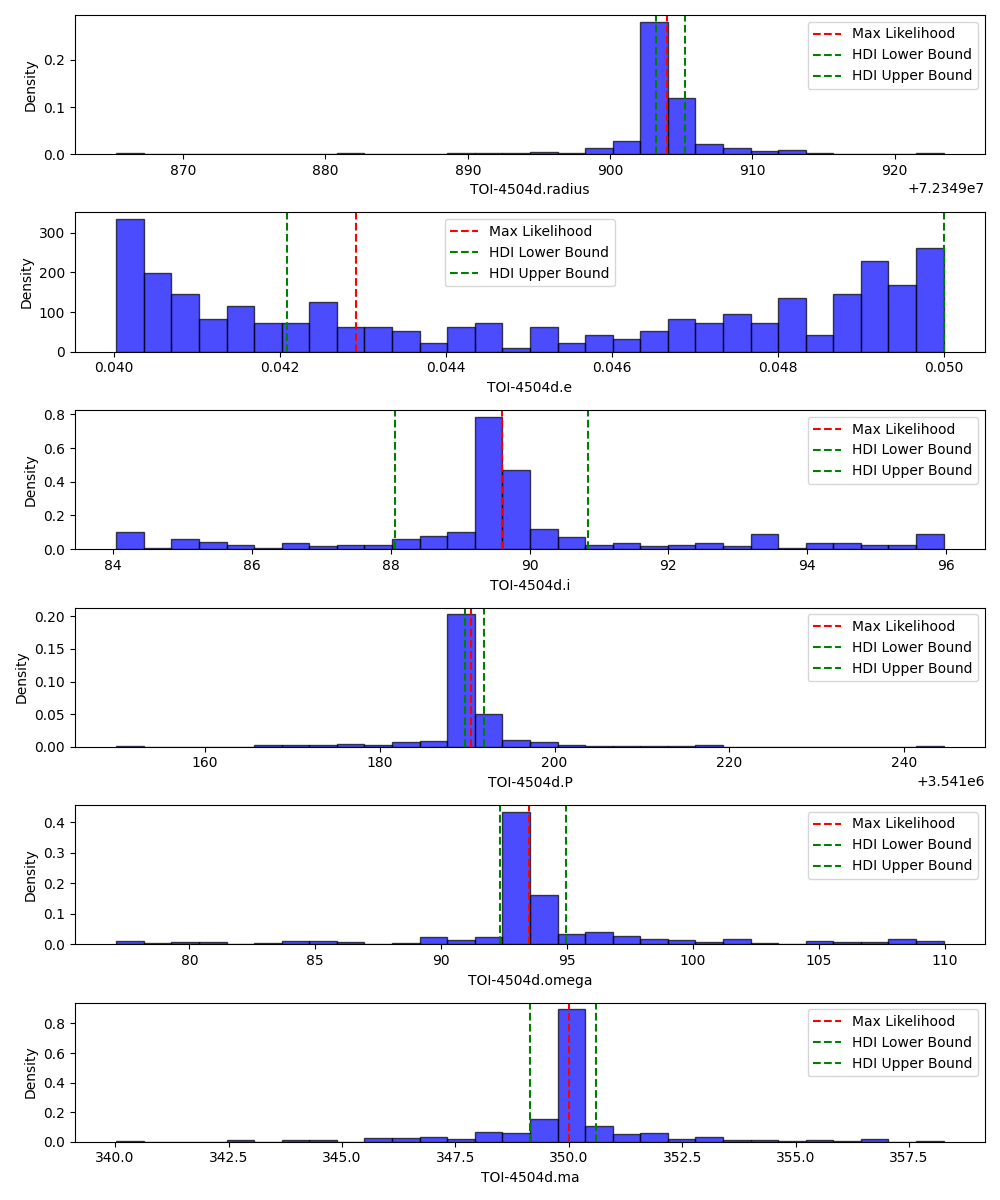 Density
0.2
0.1
0.0
Max Likelihood
HDI Lower Bound
HDI Upper Bound
870 880 890 900 910 920
TOI-4504d.radius
+7.2349e7
Density
300
200
100
0
Max Likelihood
HDI Lower Bound
HDI Upper Bound
0.040 0.042 0.044 0.046 0.048 0.050
TOI-4504d.e
Density
0.8
0.6
0.4
0.2
0.0
Max Likelihood
HDI Lower Bound
HDI Upper Bound
84 86 88 90 92 94 96
TOI-4504d.i
Density
0.20
0.15
0.10
0.05
0.00
Max Likelihood
HDI Lower Bound
HDI Upper Bound
160 180 200 220 240
TOI-4504d.P
+3.541e6
Density
0.4
0.3
0.2
0.1
0.0
Max Likelihood
HDI Lower Bound
HDI Upper Bound
80 85 90 95 100 105 110
TOI-4504d.omega
Density
0.8
0.6
0.4
0.2
0.0
Max Likelihood
HDI Lower Bound
HDI Upper Bound
340.0 342.5 345.0 347.5 350.0 352.5 355.0 357.5
TOI-4504d.ma